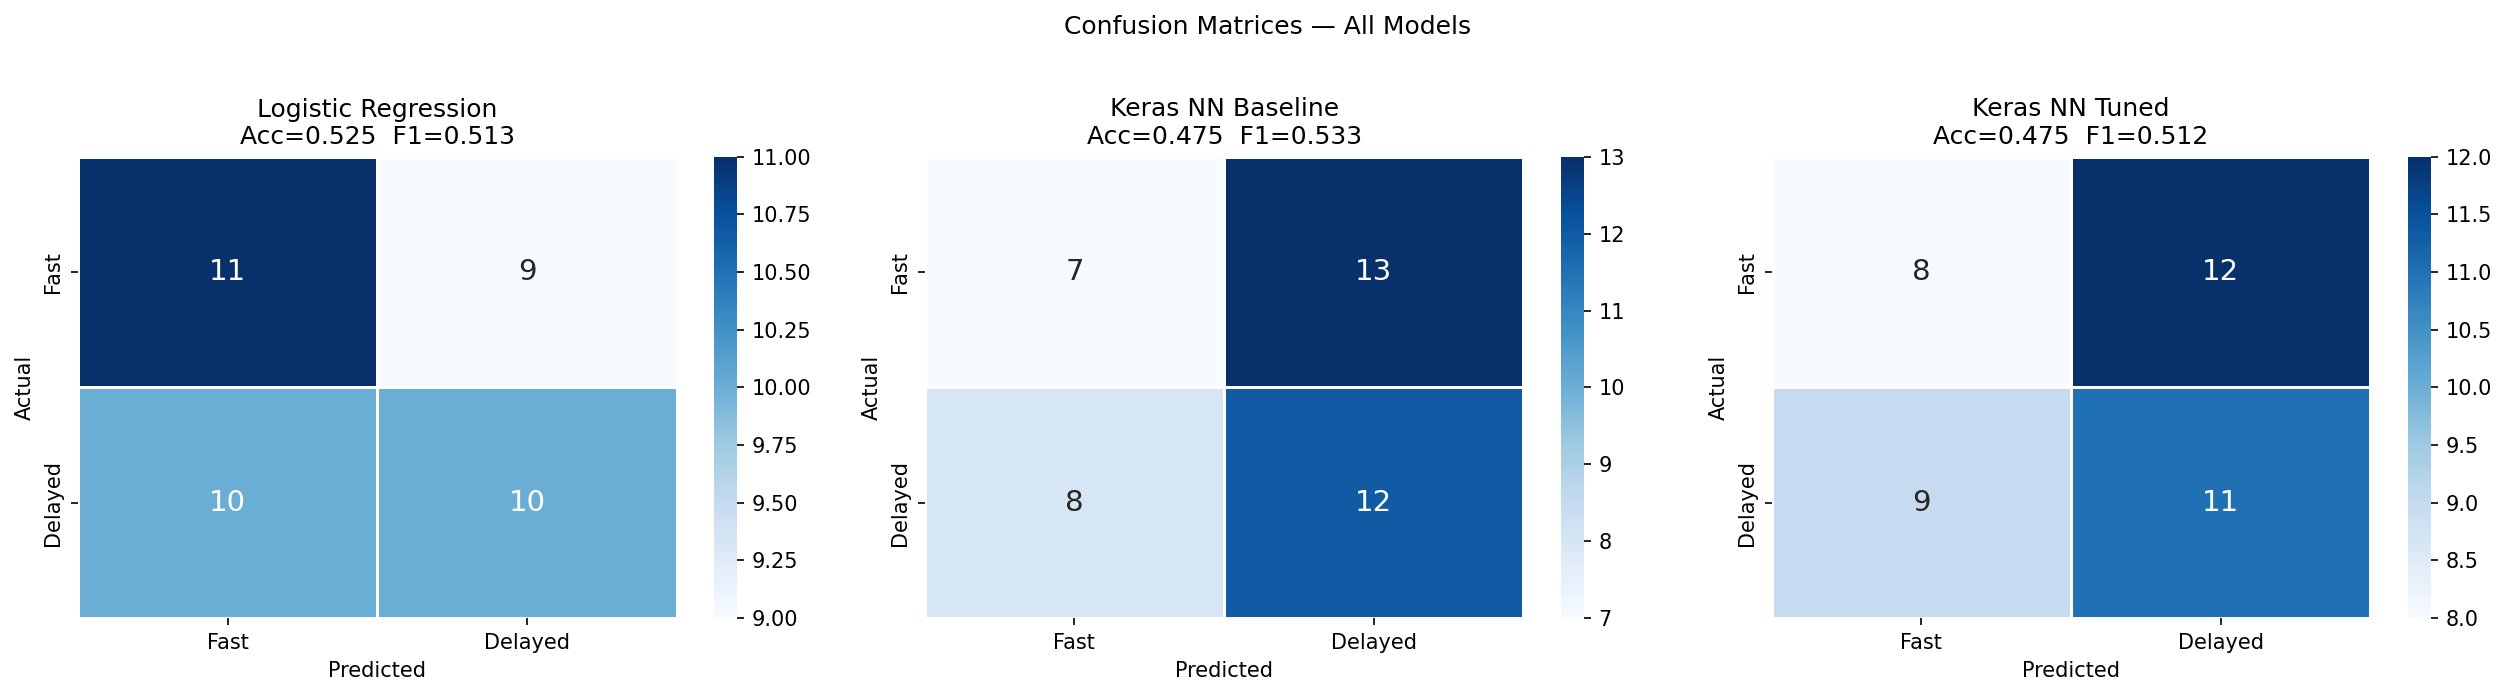 Confusion Matrices — All Models
Logistic Regression
Acc=0.525  F1=0.513
Actual
Fast
Delayed
11
9
10
10
Fast
Delayed
Predicted
11.00
10.75
10.50
10.25
10.00
9.75
9.50
9.25
9.00
Keras NN Baseline
Acc=0.475  F1=0.533
Actual
Fast
Delayed
7
13
8
12
Fast
Delayed
Predicted
13
12
11
10
9
8
7
Keras NN Tuned
Acc=0.475  F1=0.512
Actual
Fast
Delayed
8
12
9
11
Fast
Delayed
Predicted
12.0
11.5
11.0
10.5
10.0
9.5
9.0
8.5
8.0